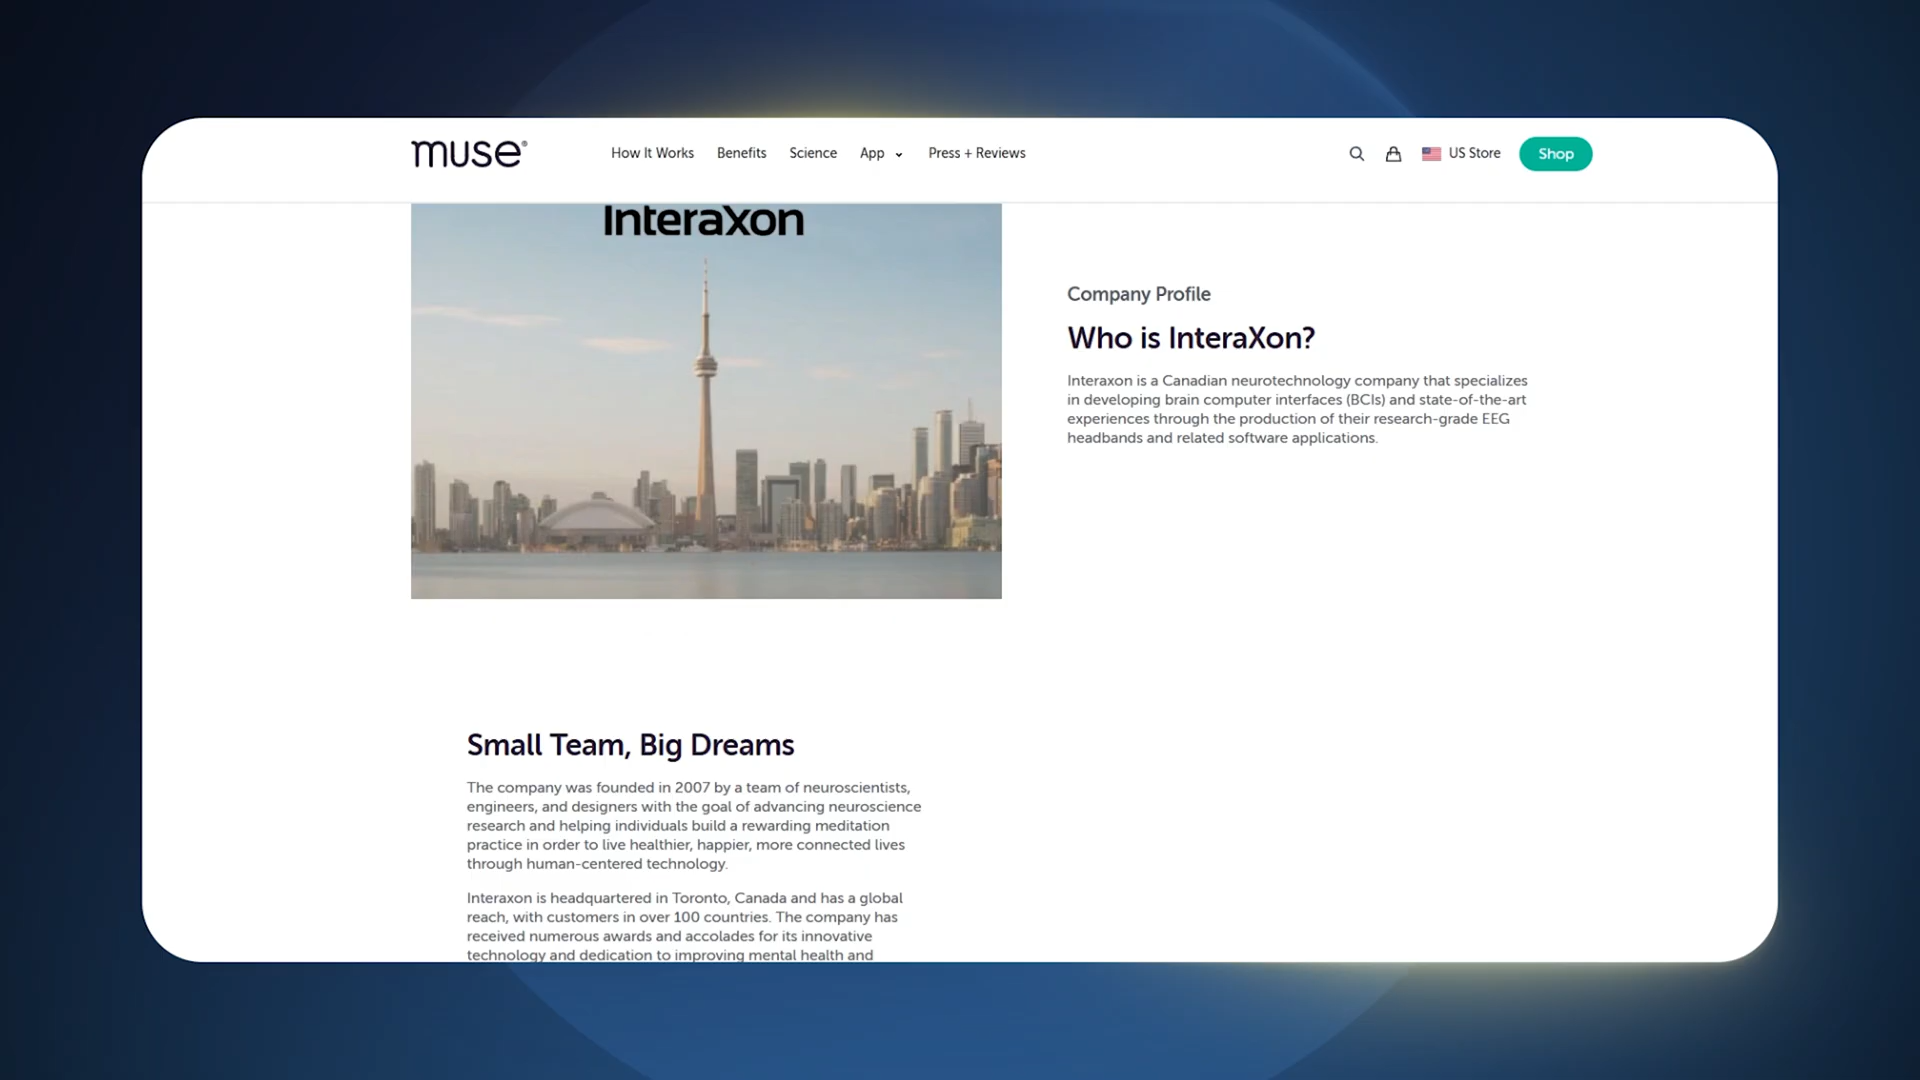 muse®
How It Works Benefits Science App Press + Reviews US Store Shop
InteraXon
Company Profile
Who is InteraXon?
Interaxon is a Canadian neurotechnology company that specializes
in developing brain computer interfaces (BCIs) and state-of-the-art
experiences through the production of their research-grade EEG
headbands and related software applications.
Small Team, Big Dreams
The company was founded in 2007 by a team of neuroscientists,
engineers, and designers with the goal of advancing neuroscience
research and helping individuals build a rewarding meditation
practice in order to live healthier, happier, more connected lives
through human-centered technology.
Interaxon is headquartered in Toronto, Canada and has a global
reach, with customers in over 100 countries. The company has
received numerous awards and accolades for its innovative
technology and dedication to improving mental health and